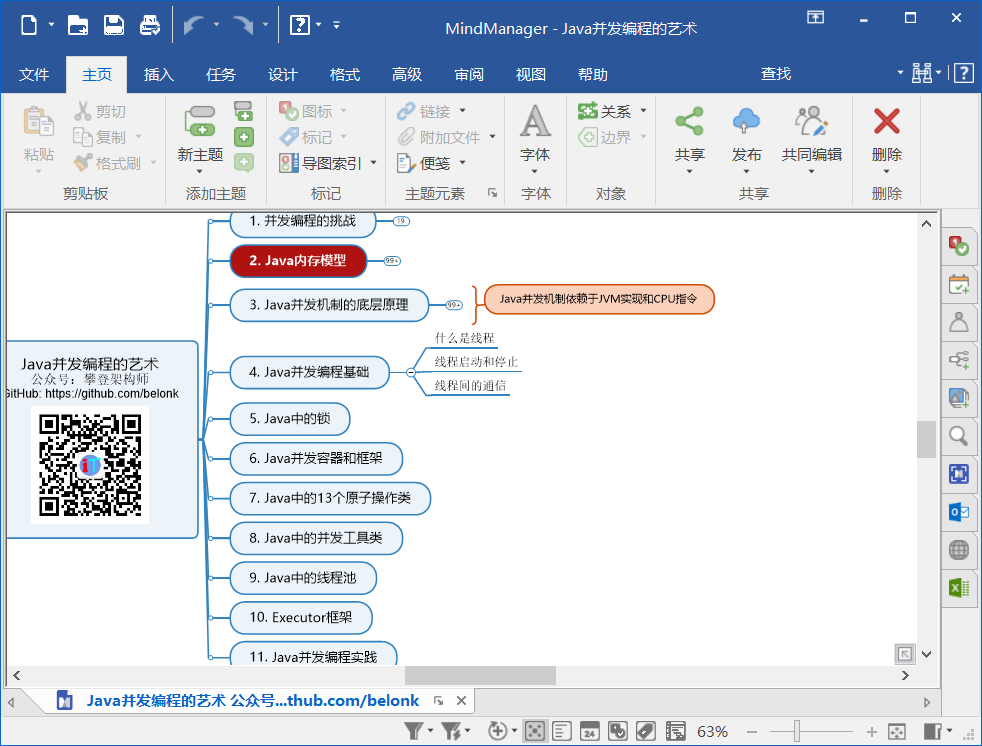 MindManager - Java并发编程的艺术
文件 主页 插入 任务 设计 格式 高级 审阅 视图 帮助 查找
粘贴
剪切
复制
格式刷
剪贴板
新主题
添加主题
图标
标记
导图索引
标记
链接
附加文件
便笺
主题元素
字体
字体
关系
边界
对象
共享
发布
共同编辑
共享
删除
删除
1. 并发编程的挑战
19
2. Java内存模型
99+
3. Java并发机制的底层原理
99+
Java并发机制依赖于JVM实现和CPU指令
4. Java并发编程基础
什么是线程
线程启动和停止
线程间的通信
Java并发编程的艺术
公众号：攀登架构师
GitHub: https://github.com/belonk
iT
5. Java中的锁
6. Java并发容器和框架
7. Java中的13个原子操作类
8. Java中的并发工具类
9. Java中的线程池
10. Executor框架
11. Java并发编程实践
Java并发编程的艺术 公众号...thub.com/belonk
24
63%